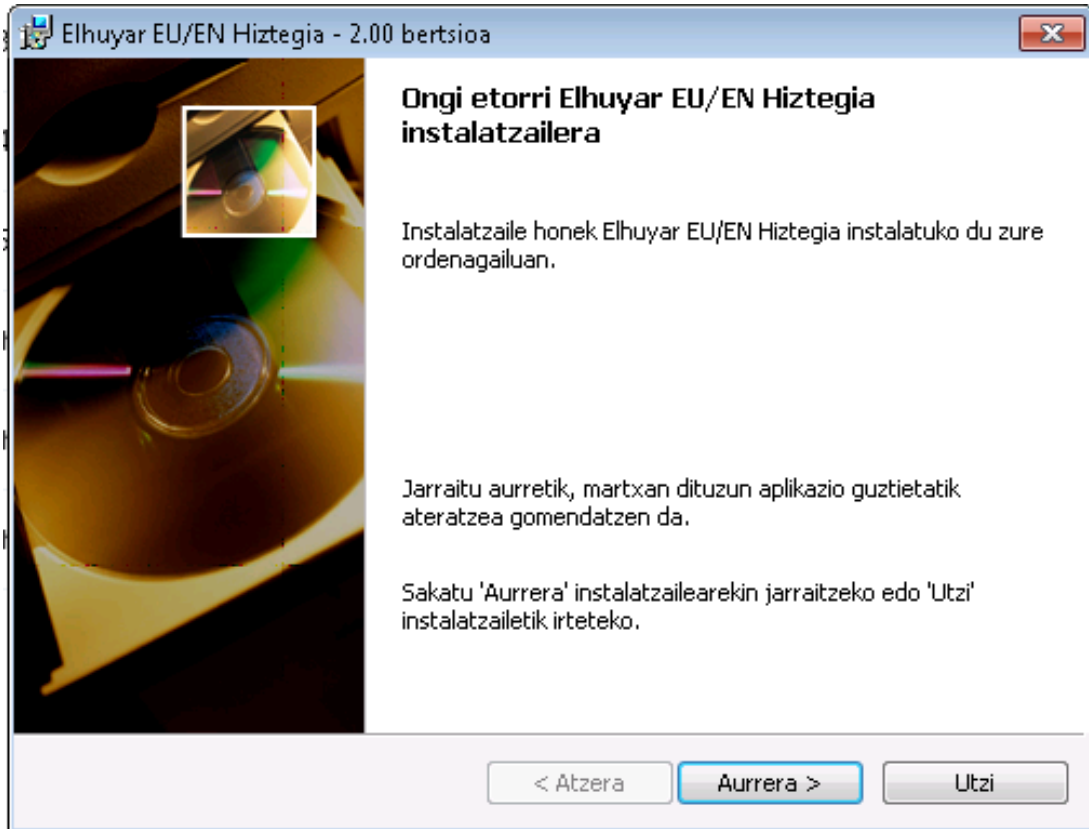 Elhuyar EU/EN Hiztegia - 2.00 bertsioa
Ongi etorri Elhuyar EU/EN Hiztegia
instalatzailera
Instalatzaile honek Elhuyar EU/EN Hiztegia instalatuko du zure
ordenagailuan.
Jarraitu aurretik, martxan dituzun aplikazio guztietatik
ateratzea gomendatzen da.
Sakatu 'Aurrera' instalatzailearekin jarraitzeko edo 'Utzi'
instalatzailetik irteteko.
< Atzera Aurrera > Utzi